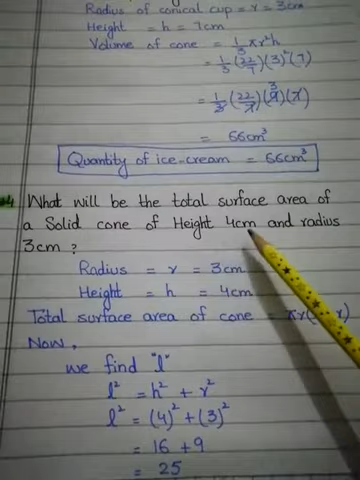 Radius of conical cup = r = 3cm
Height = h = 7cm
Volume of cone = 1/3 πr²h
= 1/3 (22/7) (3)² (7)
= 1/3 (22/7) (9) (7) 3
= 66cm³
Quantity of ice-cream = 66cm³
What will be the total surface area of
a Solid cone of Height 4cm and radius
3cm ?
Radius = r = 3cm
Height = h = 4cm
Total surface area of cone = πr( r)
Now,
we find "l"
l² = h² + r²
l² = (4)² + (3)²
= 16 + 9
= 25